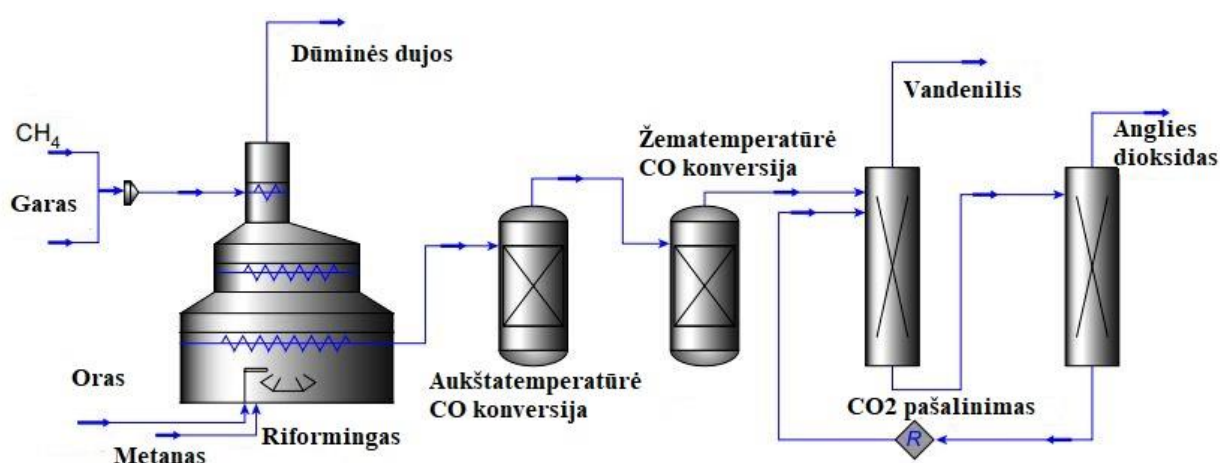 Dūminės dujos
Vandenilis
Anglies
dioksidas
Žematemperatūrė
CO konversija
CH4
Garas
Aukštatemperatūrė
CO konversija
CO2 pašalinimas
Oras
Riformingas
Metanas
R